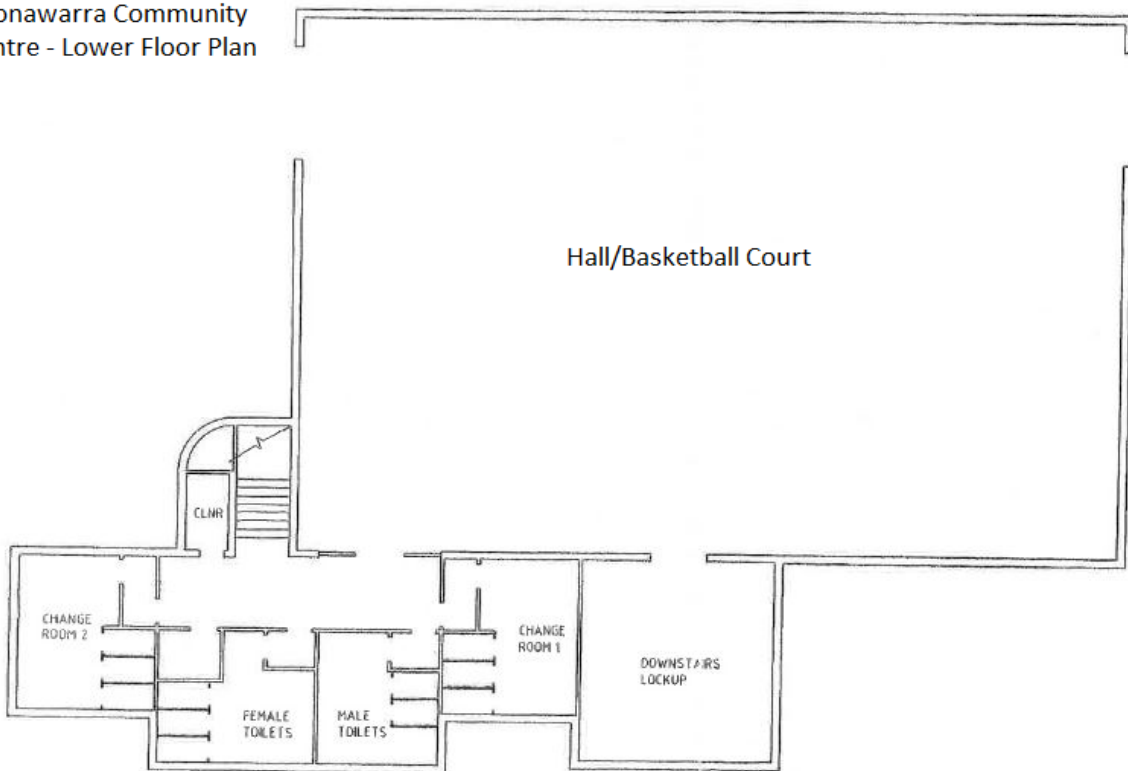 onawarra Community
ntre - Lower Floor Plan
Hall/Basketball Court
CLNR
CHANGE
ROOM 2
CHANGE
ROOM 1
DOWNSTAIRS
LOCKUP
FEMALE
TOILETS
MALE
TOILETS